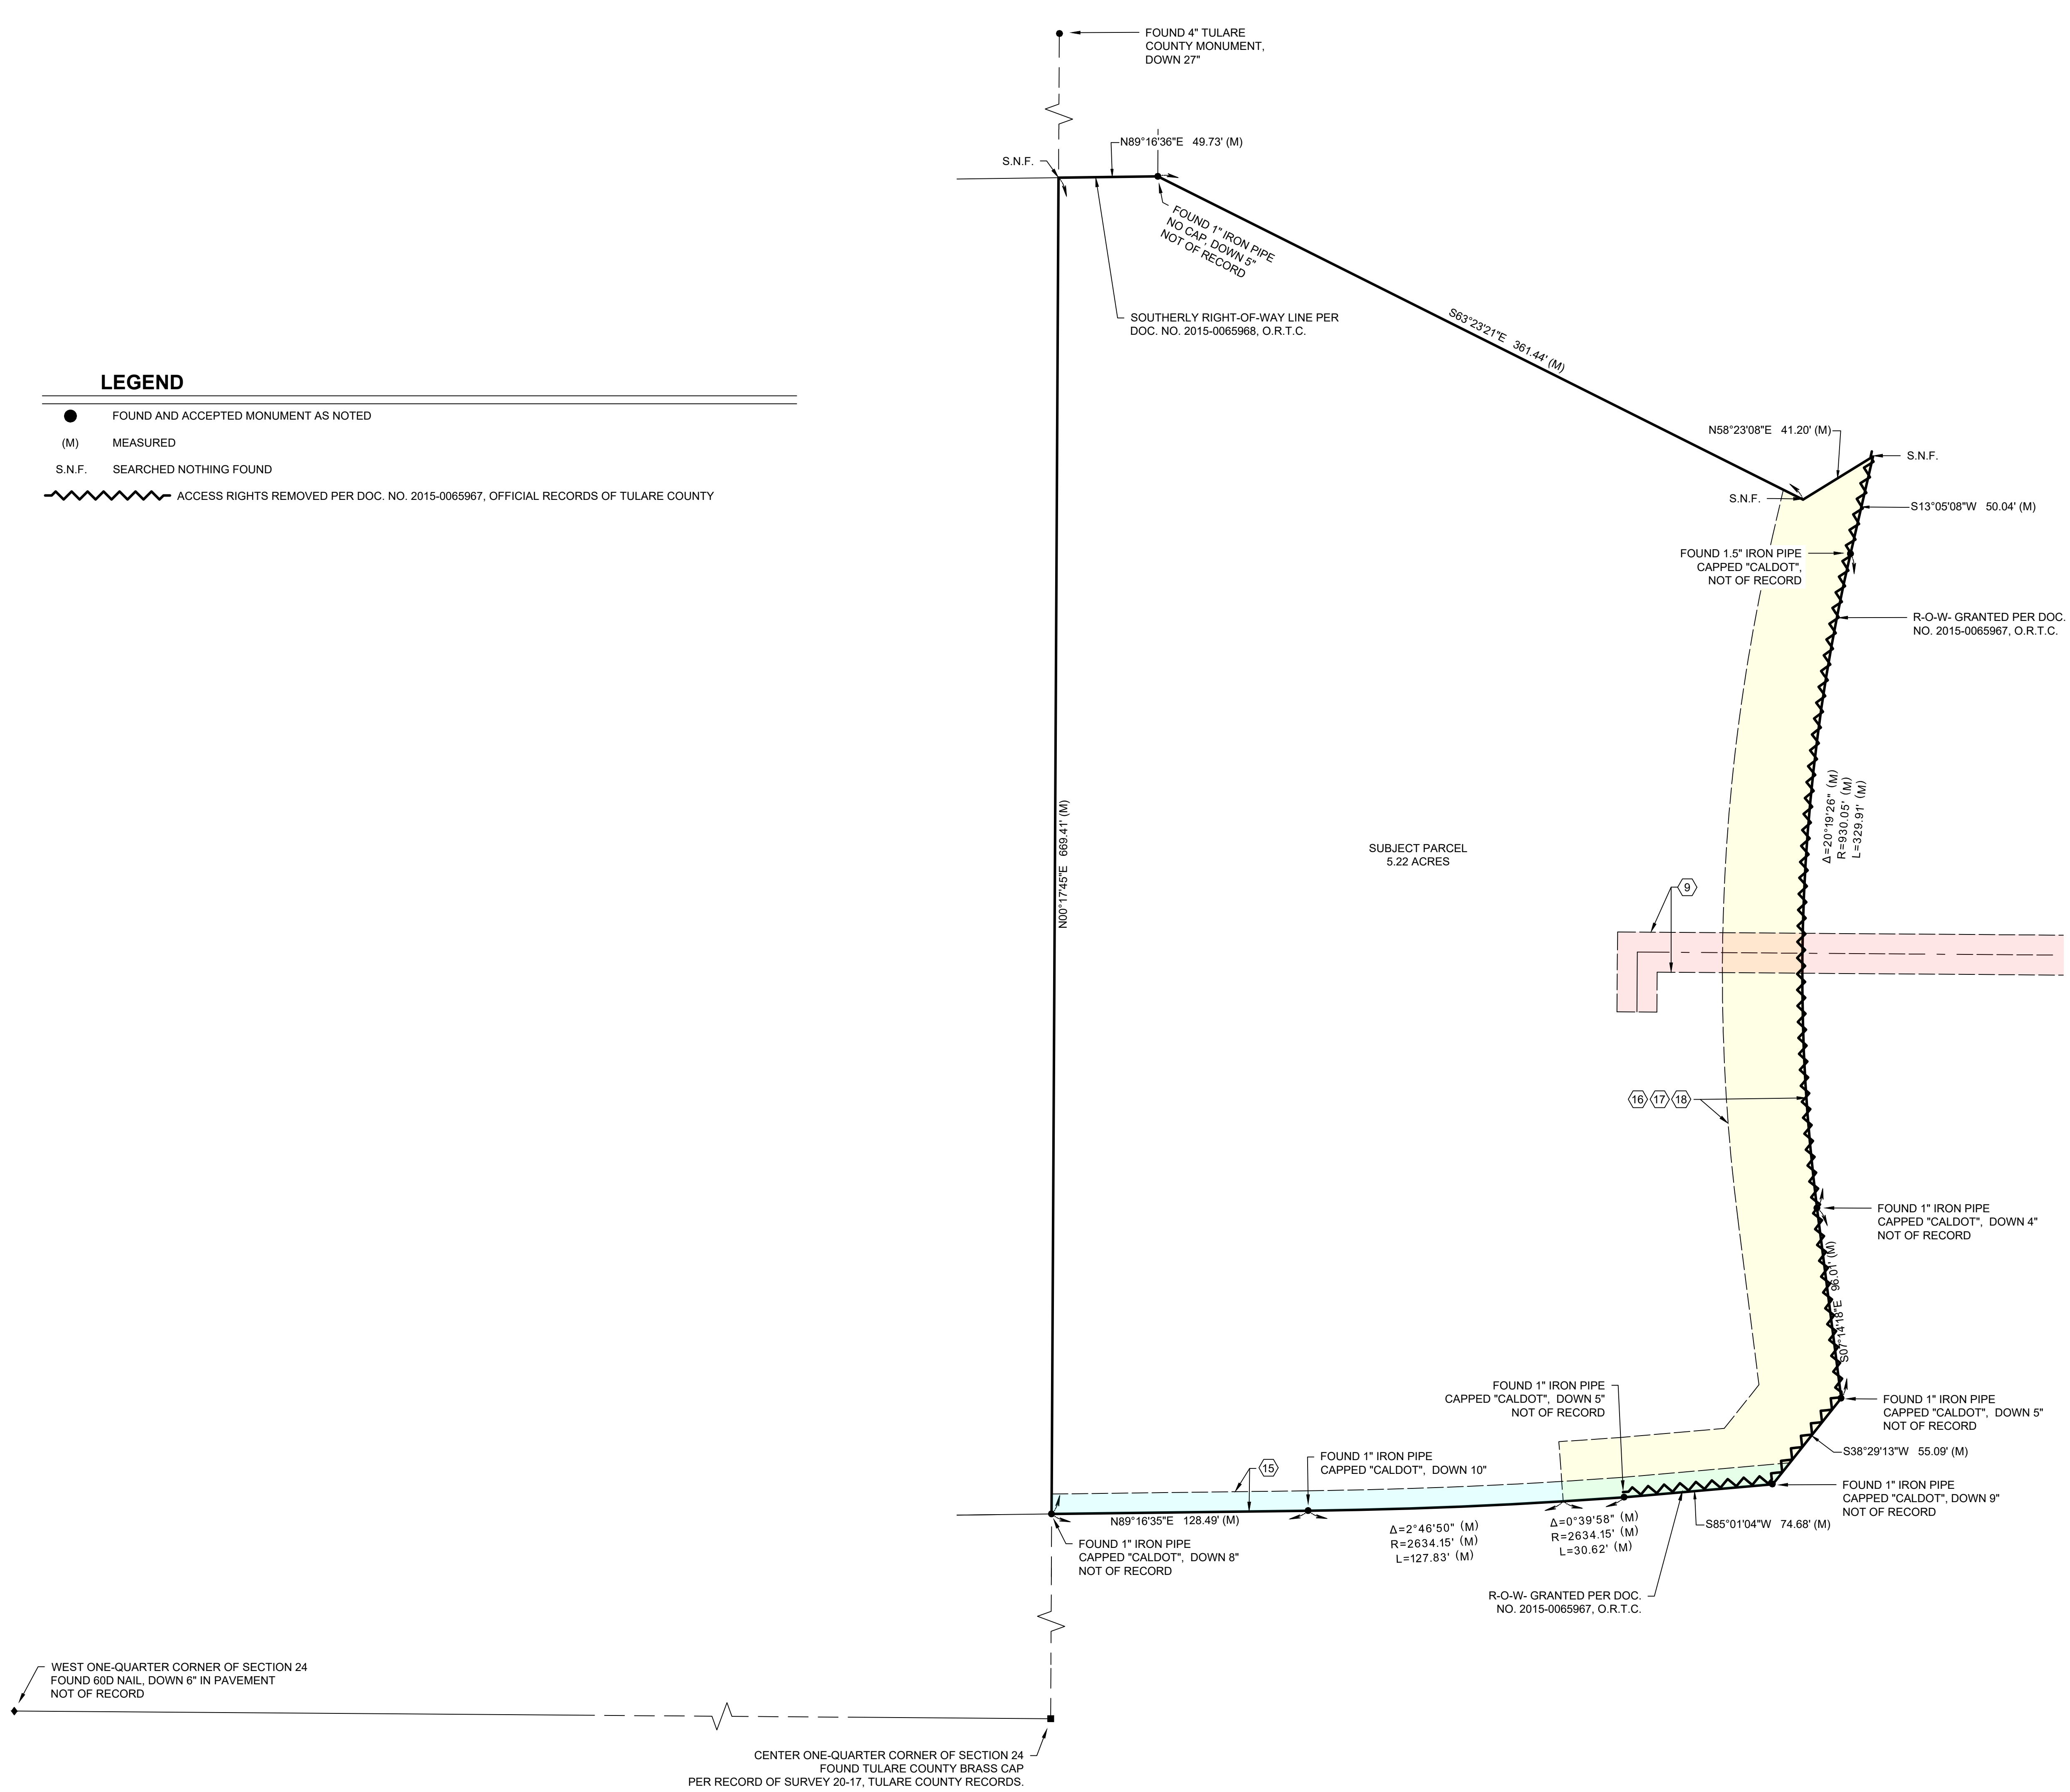 FOUND 4" TULARE
COUNTY MONUMENT,
DOWN 27"
N89°16'36"E 49.73' (M)
S.N.F.
FOUND 1" IRON PIPE
NO CAP, DOWN 5"
NOT OF RECORD
SOUTHERLY RIGHT-OF-WAY LINE PER
DOC. NO. 2015-0065968, O.R.T.C.
S63°23'21"E 361.44' (M)
LEGEND
FOUND AND ACCEPTED MONUMENT AS NOTED
(M) MEASURED
S.N.F. SEARCHED NOTHING FOUND
ACCESS RIGHTS REMOVED PER DOC. NO. 2015-0065967, OFFICIAL RECORDS OF TULARE COUNTY
N58°23'08"E 41.20' (M)
S.N.F.
S.N.F.
S13°05'08"W 50.04' (M)
FOUND 1.5" IRON PIPE
CAPPED "CALDOT",
NOT OF RECORD
R-O-W- GRANTED PER DOC.
NO. 2015-0065967, O.R.T.C.
N00°17'45"E 669.41' (M)
Δ=20°19'26" (M)
R=930.05' (M)
L=329.91' (M)
SUBJECT PARCEL
5.22 ACRES
9
16 17 18
FOUND 1" IRON PIPE
CAPPED "CALDOT", DOWN 4"
NOT OF RECORD
S07°14'18"E 96.01' (M)
FOUND 1" IRON PIPE
CAPPED "CALDOT", DOWN 5"
NOT OF RECORD
FOUND 1" IRON PIPE
CAPPED "CALDOT", DOWN 5"
NOT OF RECORD
S38°29'13"W 55.09' (M)
15
FOUND 1" IRON PIPE
CAPPED "CALDOT", DOWN 10"
FOUND 1" IRON PIPE
CAPPED "CALDOT", DOWN 9"
NOT OF RECORD
N89°16'35"E 128.49' (M)
Δ=2°46'50" (M)
R=2634.15' (M)
L=127.83' (M)
Δ=0°39'58" (M)
R=2634.15' (M)
L=30.62' (M)
S85°01'04"W 74.68' (M)
FOUND 1" IRON PIPE
CAPPED "CALDOT", DOWN 8"
NOT OF RECORD
R-O-W- GRANTED PER DOC.
NO. 2015-0065967, O.R.T.C.
WEST ONE-QUARTER CORNER OF SECTION 24
FOUND 60D NAIL, DOWN 6" IN PAVEMENT
NOT OF RECORD
CENTER ONE-QUARTER CORNER OF SECTION 24
FOUND TULARE COUNTY BRASS CAP
PER RECORD OF SURVEY 20-17, TULARE COUNTY RECORDS.